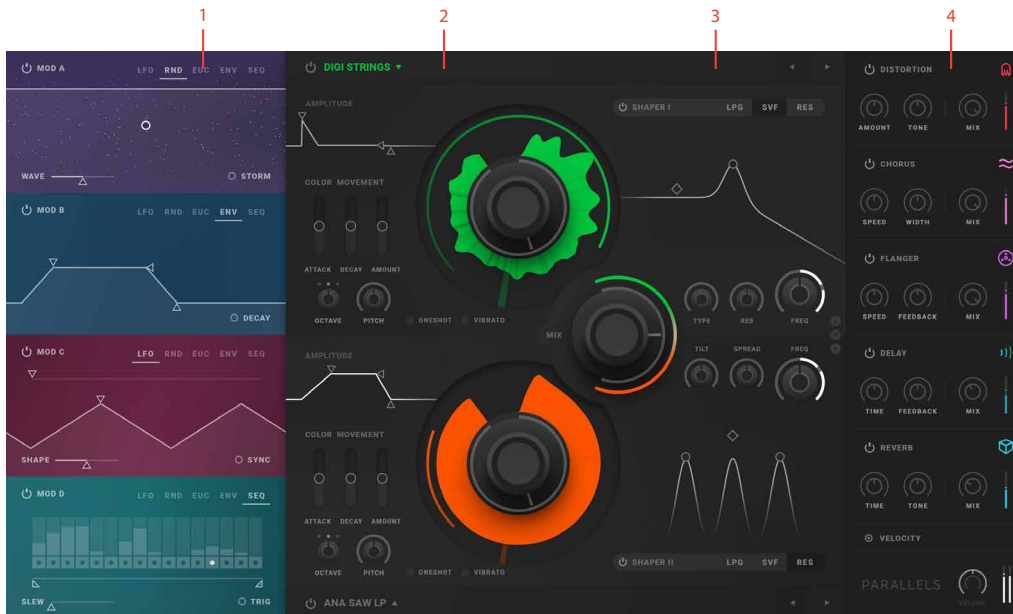 1 2 3 4
MOD A LFO RND EUC ENV SEQ
WAVE STORM
MOD B LFO RND EUC ENV SEQ
DECAY
MOD C LFO RND EUC ENV SEQ
SHAPE SYNC
MOD D LFO RND EUC ENV SEQ
SLEW TRIG
DIGI STRINGS
AMPLITUDE
COLOR MOVEMENT
ATTACK DECAY AMOUNT
OCTAVE PITCH ONESHOT VIBRATO
AMPLITUDE
COLOR MOVEMENT
ATTACK DECAY AMOUNT
OCTAVE PITCH ONESHOT VIBRATO
ANA SAW LP
MIX
SHAPER I LPG SVF RES
TYPE RES FREQ
TILT SPREAD FREQ
SHAPER II LPG SVF RES
DISTORTION
AMOUNT TONE MIX
CHORUS
SPEED WIDTH MIX
FLANGER
SPEED FEEDBACK MIX
DELAY
TIME FEEDBACK MIX
REVERB
TIME TONE MIX
VELOCITY
PARALLELS
VOLUME